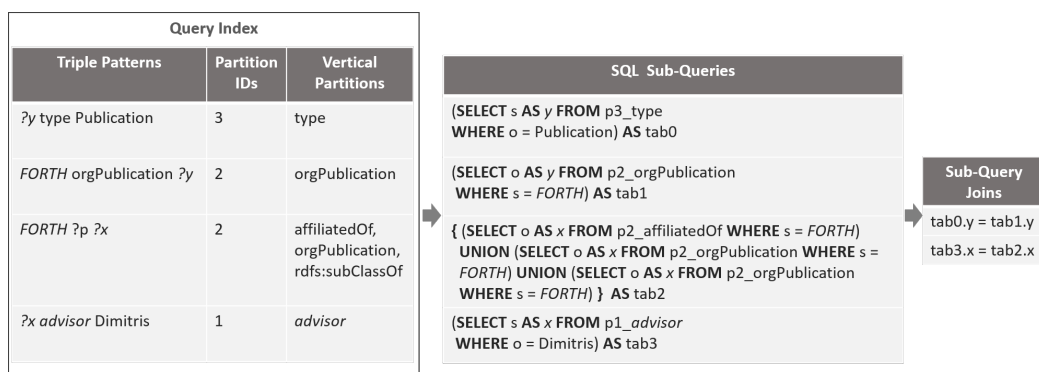 Query Index
Triple Patterns
Partition IDs
Vertical Partitions
?y type Publication
3
type
FORTH orgPublication ?y
2
orgPublication
FORTH ?p ?x
2
affiliatedOf,
orgPublication,
rdfs:subClassOf
?x advisor Dimitris
1
advisor
SQL Sub-Queries
(SELECT s AS y FROM p3_type
WHERE o = Publication) AS tab0
(SELECT o AS y FROM p2_orgPublication
WHERE s = FORTH) AS tab1
{ (SELECT o AS x FROM p2_affiliatedOf WHERE s = FORTH)
UNION (SELECT o AS x FROM p2_orgPublication WHERE s =
FORTH) UNION (SELECT o AS x FROM p2_orgPublication
WHERE s = FORTH) } AS tab2
(SELECT s AS x FROM p1_advisor
WHERE o = Dimitris) AS tab3
Sub-Query
Joins
tab0.y = tab1.y
tab3.x = tab2.x